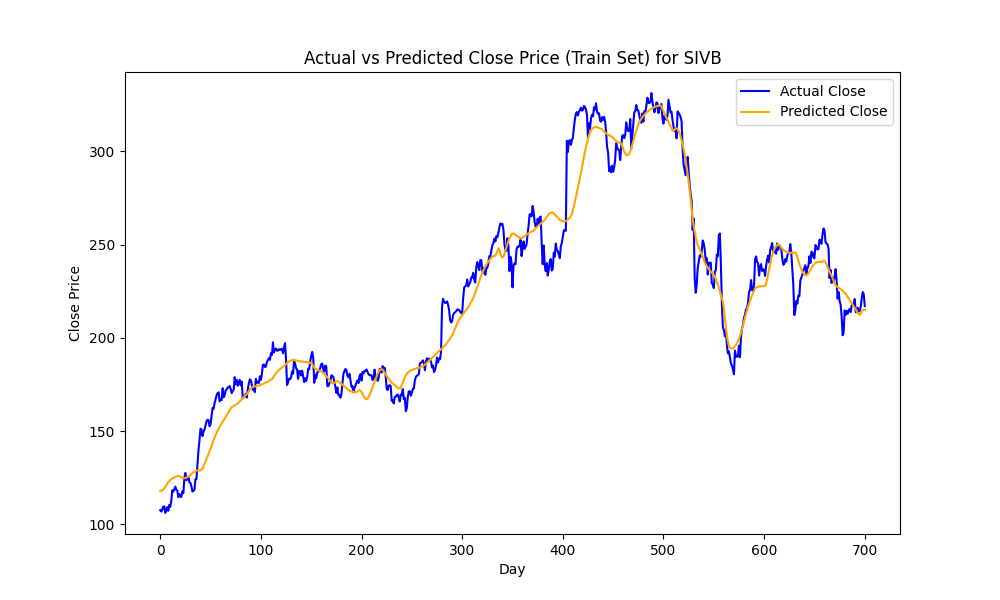 Actual vs Predicted Close Price (Train Set) for SIVB
Actual Close
Predicted Close
Close Price
300
250
200
150
100
0 100 200 300 400 500 600 700
Day